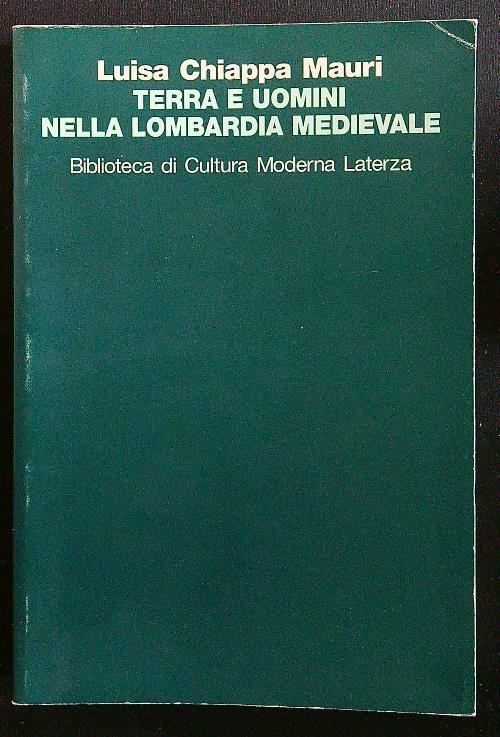 Luisa Chiappa Mauri
TERRA E UOMINI
NELLA LOMBARDIA MEDIEVALE
Biblioteca di Cultura Moderna Laterza